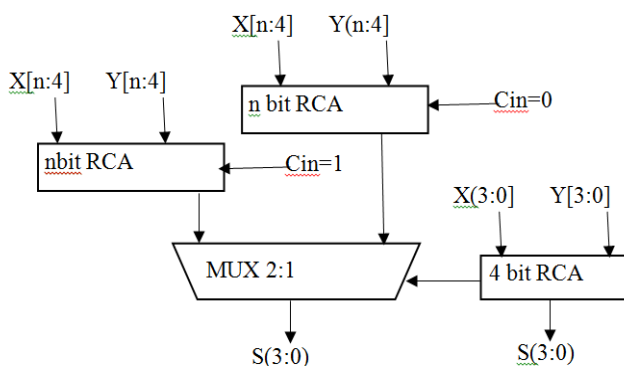 X[n:4] Y(n:4]
X[n:4] Y[n:4]
n bit RCA
Cin=0
nbit RCA
Cin=1
X(3:0] Y[3:0]
MUX 2:1
4 bit RCA
S(3:0)
S(3:0)